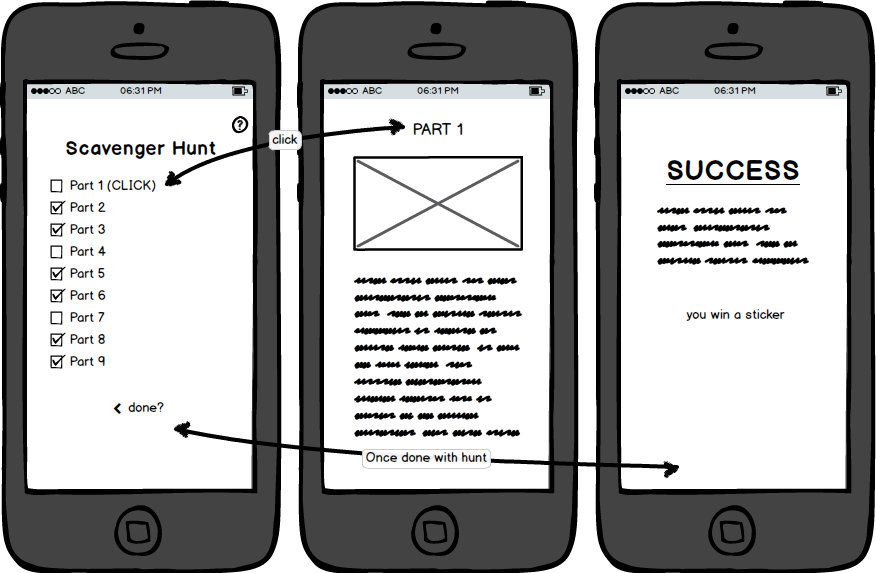 ABC 06:31 PM
?
Scavenger Hunt
Part 1 (CLICK)
Part 2
Part 3
Part 4
Part 5
Part 6
Part 7
Part 8
Part 9
< done?
click
ABC 06:31 PM
PART 1
Once done with hunt
ABC 06:31 PM
SUCCESS
you win a sticker